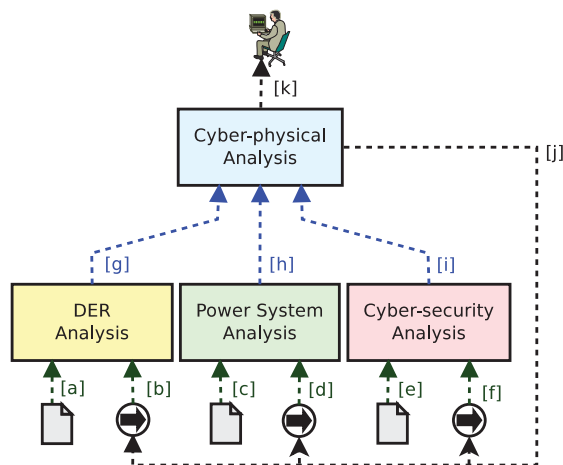 [k]
Cyber-physical
Analysis
[j]
[g]
[h]
[i]
DER
Analysis
Power System
Analysis
Cyber-security
Analysis
[a]
[b]
[c]
[d]
[e]
[f]